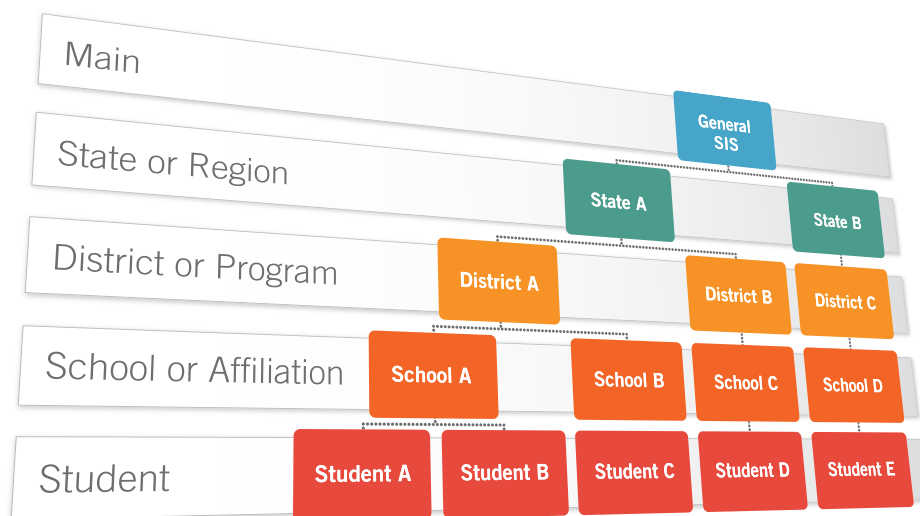 Main
General
SIS
State or Region
State A
State B
District or Program
District A
District B
District C
School or Affiliation
School A
School B
School C
School D
Student
Student A
Student B
Student C
Student D
Student E